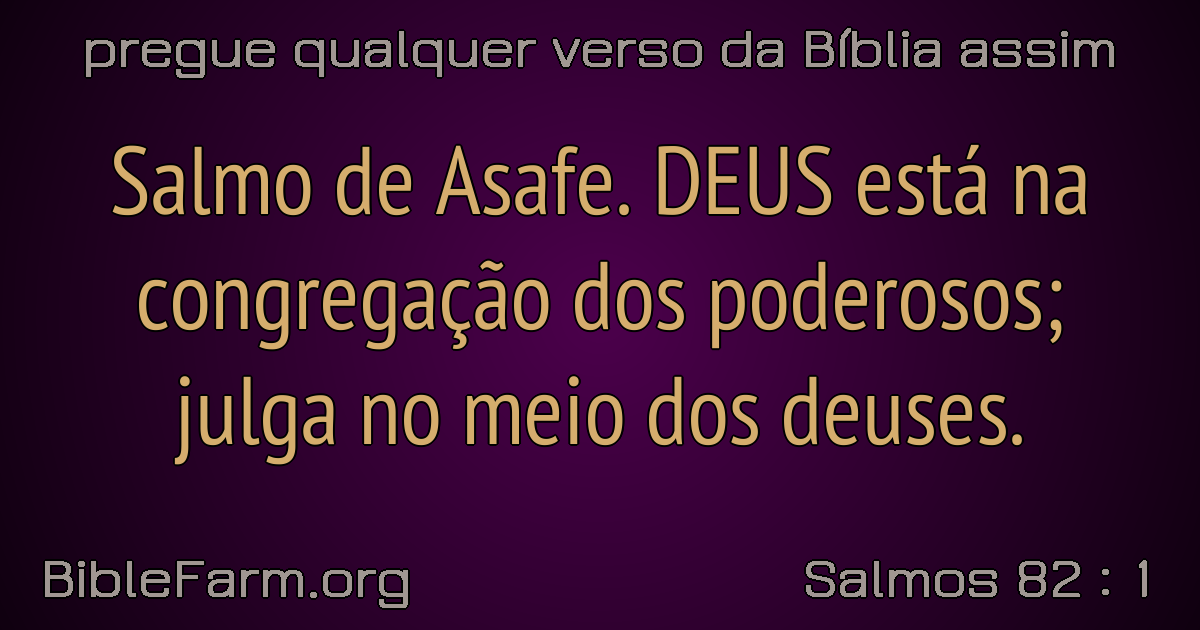 pregue qualquer verso da Bíblia assim
Salmo de Asafe. DEUS está na
congregação dos poderosos;
julga no meio dos deuses.
BibleFarm.org
Salmos 82 : 1